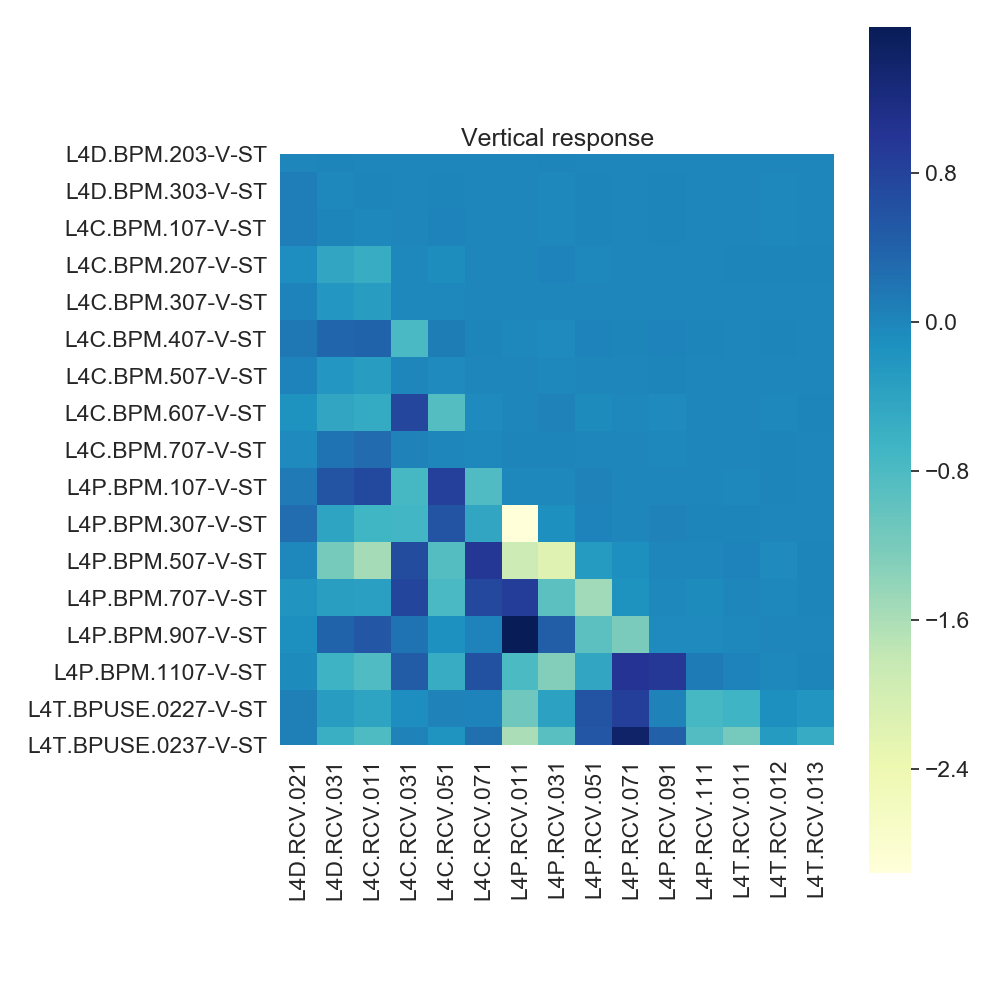 Vertical response
L4D.BPM.203-V-ST
L4D.BPM.303-V-ST
L4C.BPM.107-V-ST
L4C.BPM.207-V-ST
L4C.BPM.307-V-ST
L4C.BPM.407-V-ST
L4C.BPM.507-V-ST
L4C.BPM.607-V-ST
L4C.BPM.707-V-ST
L4P.BPM.107-V-ST
L4P.BPM.307-V-ST
L4P.BPM.507-V-ST
L4P.BPM.707-V-ST
L4P.BPM.907-V-ST
L4P.BPM.1107-V-ST
L4T.BPUSE.0227-V-ST
L4T.BPUSE.0237-V-ST
L4D.RCV.021
L4D.RCV.031
L4C.RCV.011
L4C.RCV.031
L4C.RCV.051
L4C.RCV.071
L4P.RCV.011
L4P.RCV.031
L4P.RCV.051
L4P.RCV.071
L4P.RCV.091
L4P.RCV.111
L4T.RCV.011
L4T.RCV.012
L4T.RCV.013
0.8
0.0
−0.8
−1.6
−2.4